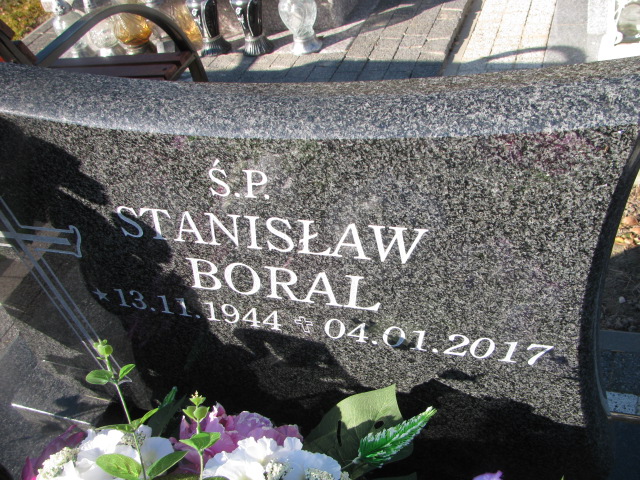 Ś.P.
STANISŁAW
BORAL
★ 13.11.1944 ✞ 04.01.2017